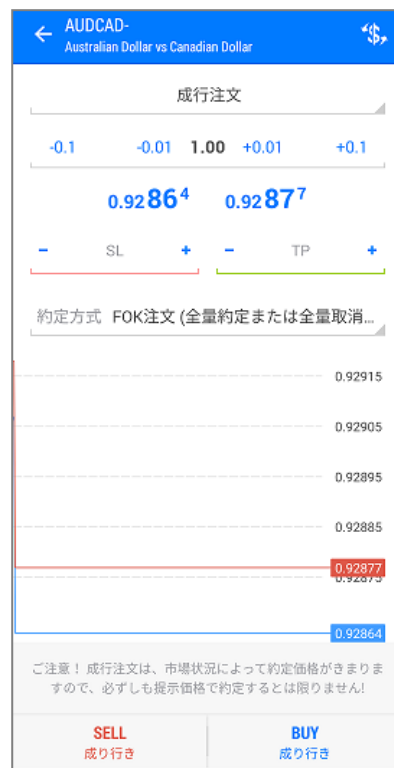 AUDCAD-
Australian Dollar vs Canadian Dollar
成行注文
-0.1 -0.01 1.00 +0.01 +0.1
0.92864 0.92877
- SL + - TP +
約定方式 FOK注文 (全量約定または全量取消...
0.92915
0.92905
0.92895
0.92885
0.92877
0.92875
0.92864
ご注意！ 成行注文は、市場状況によって約定価格がきまりま
すので、必ずしも提示価格で約定するとは限りません!
SELL BUY
成り行き 成り行き